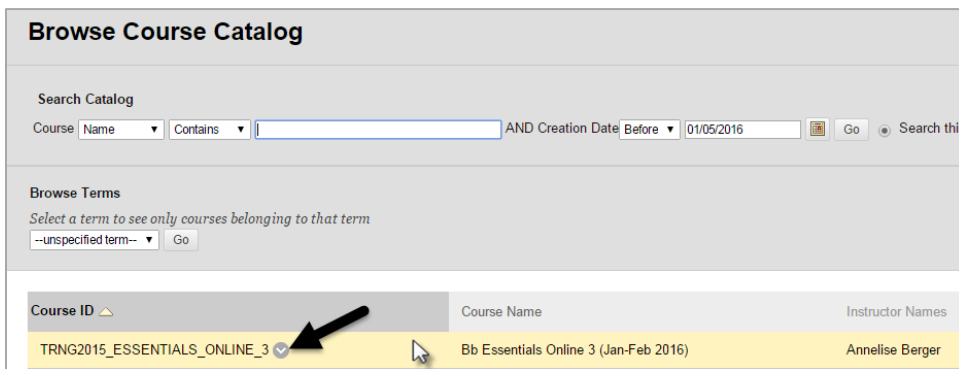 Browse Course Catalog
Search Catalog
Course Name Contains AND Creation Date Before 01/05/2016 Go Search thi
Browse Terms
Select a term to see only courses belonging to that term
--unspecified term-- Go
Course ID Course Name Instructor Names
TRNG2015_ESSENTIALS_ONLINE_3 Bb Essentials Online 3 (Jan-Feb 2016) Annelise Berger